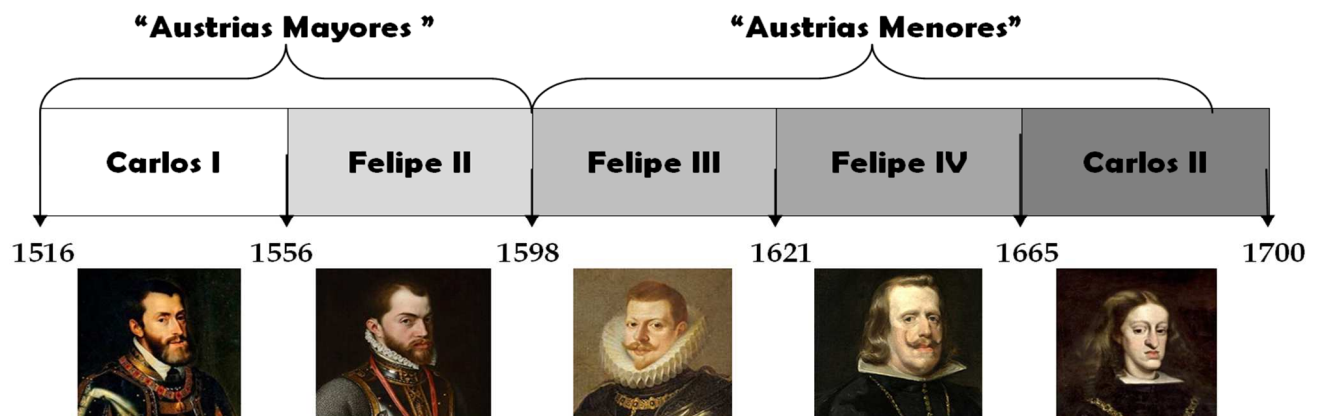 “Austrias Mayores ”
“Austrias Menores”
Carlos I
Felipe II
Felipe III
Felipe IV
Carlos II
1516
1556
1598
1621
1665
1700